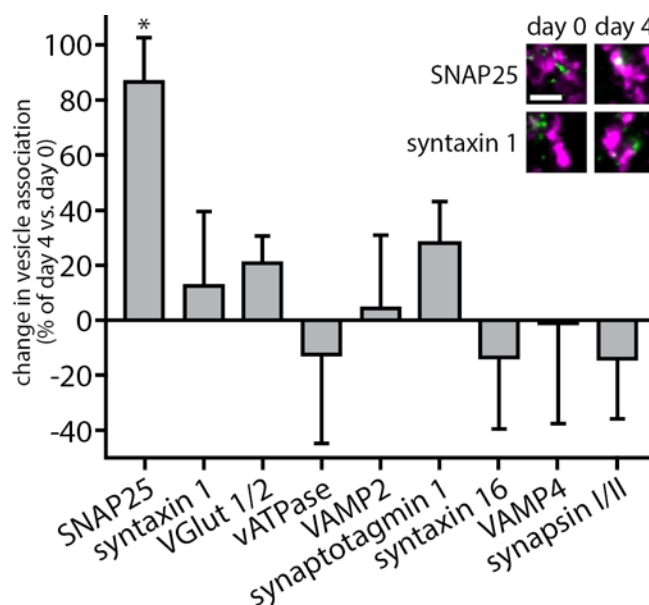 day 0 day 4
SNAP25
syntaxin 1
change in vesicle association
(% of day 4 vs. day 0)
*
100
80
60
40
20
0
-20
-40
SNAP25
syntaxin 1
VGlut 1/2
vATPase
VAMP2
synaptotagmin 1
syntaxin 16
VAMP4
synapsin I/II